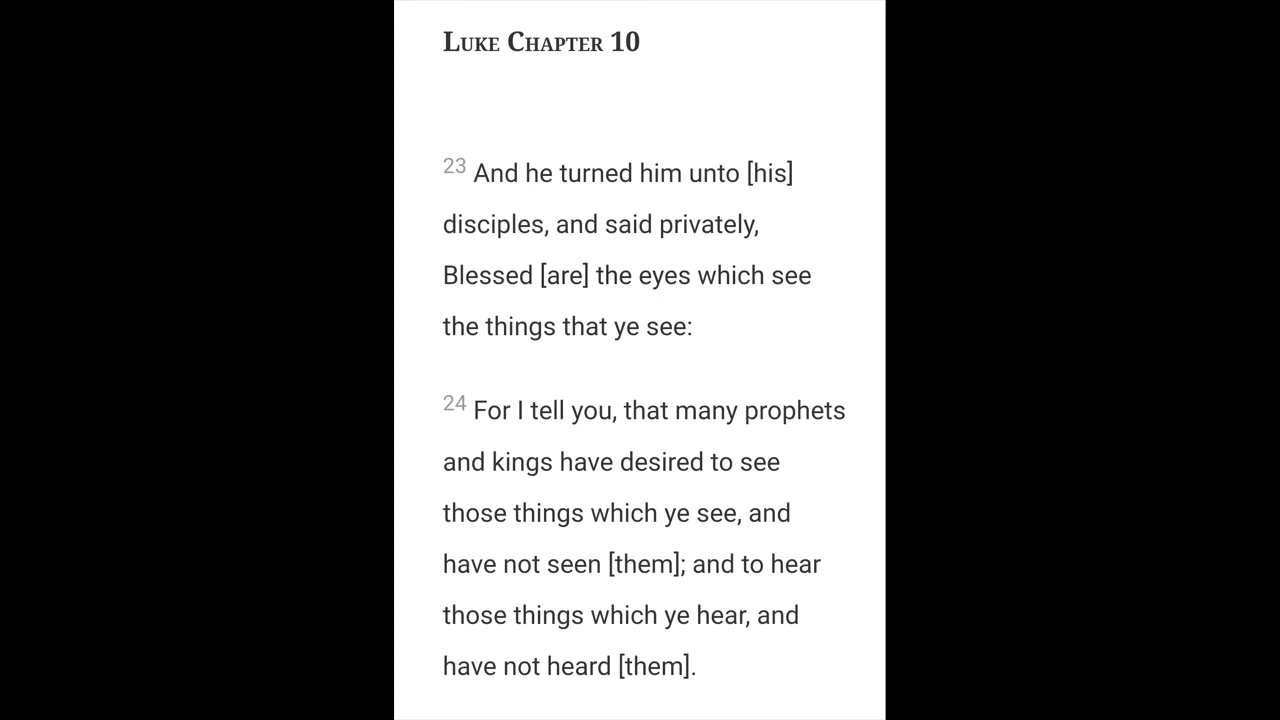 Luke Chapter 10
23 And he turned him unto [his]
disciples, and said privately,
Blessed [are] the eyes which see
the things that ye see:
24 For I tell you, that many prophets
and kings have desired to see
those things which ye see, and
have not seen [them]; and to hear
those things which ye hear, and
have not heard [them].